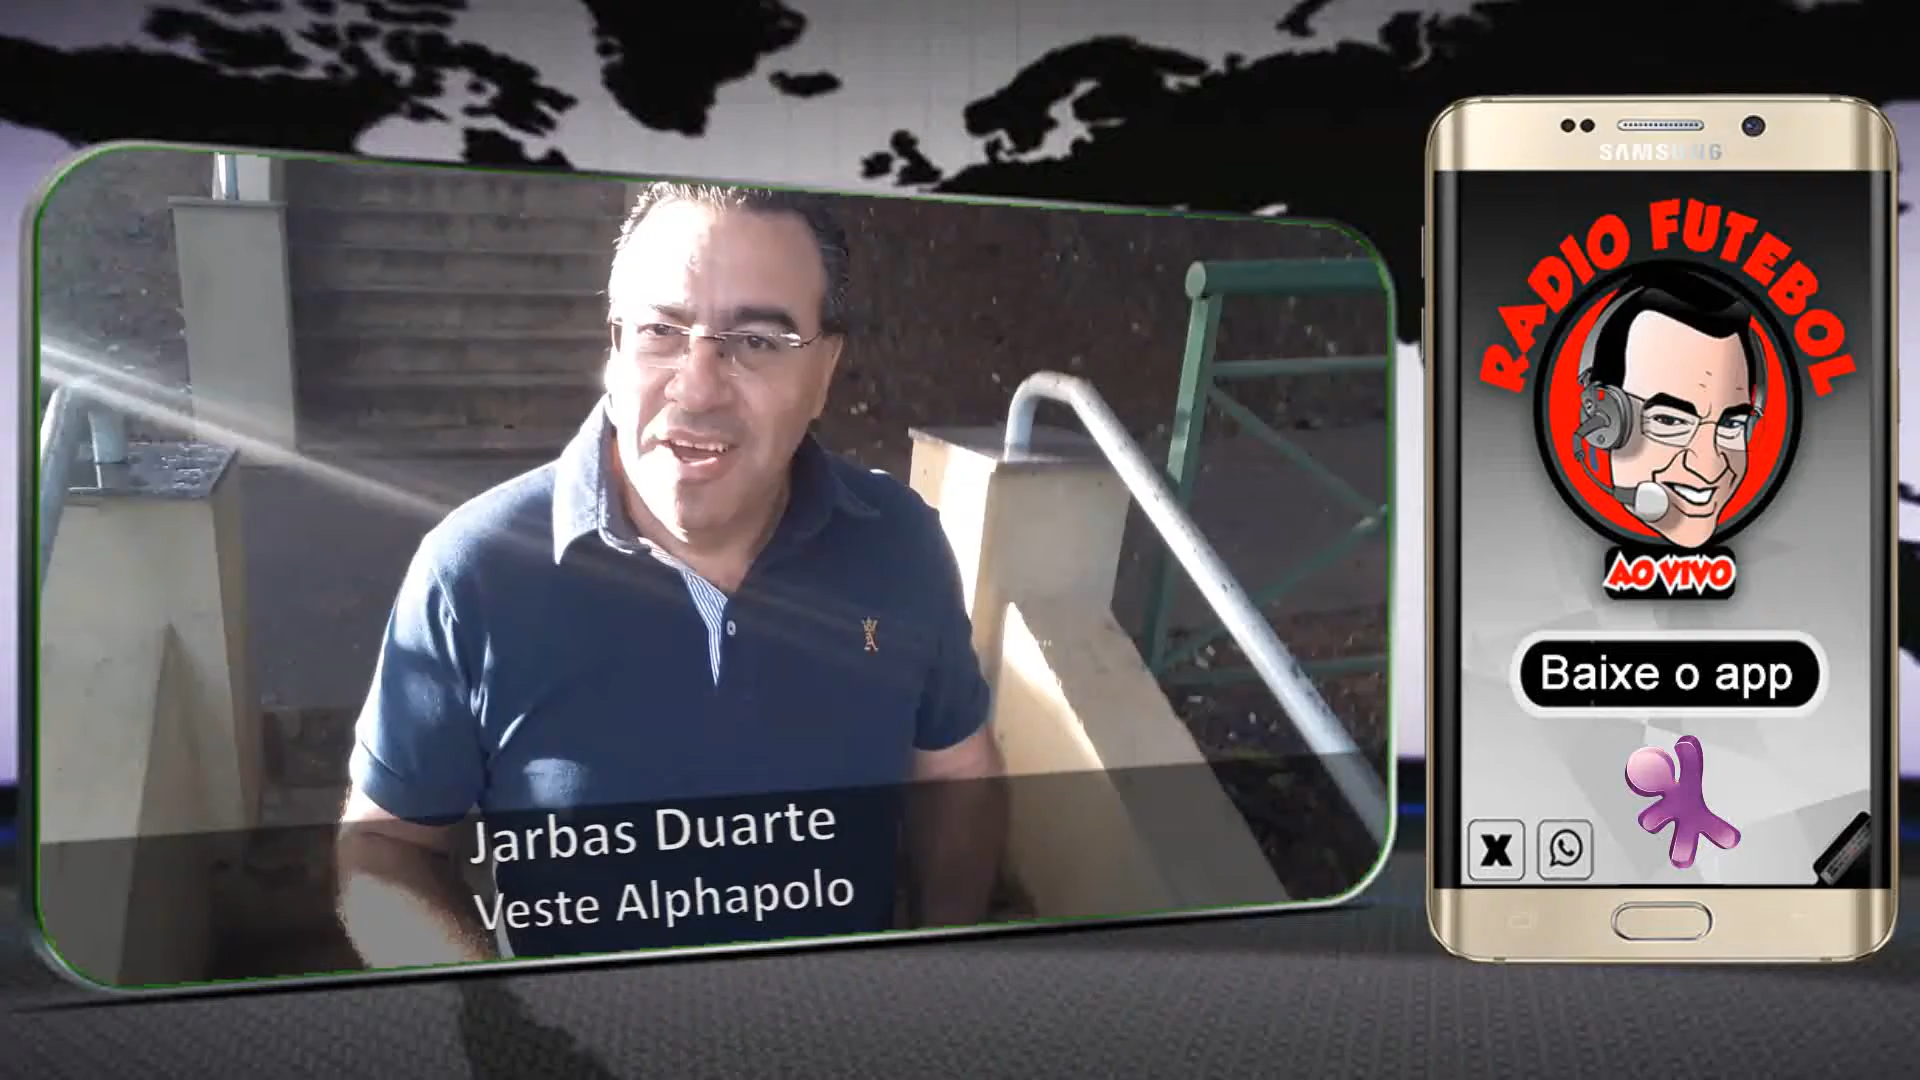 Jarbas Duarte
Veste Alphapolo
SAMSUNG
RADIO FUTEBOL
AO VIVO
Baixe o app
X